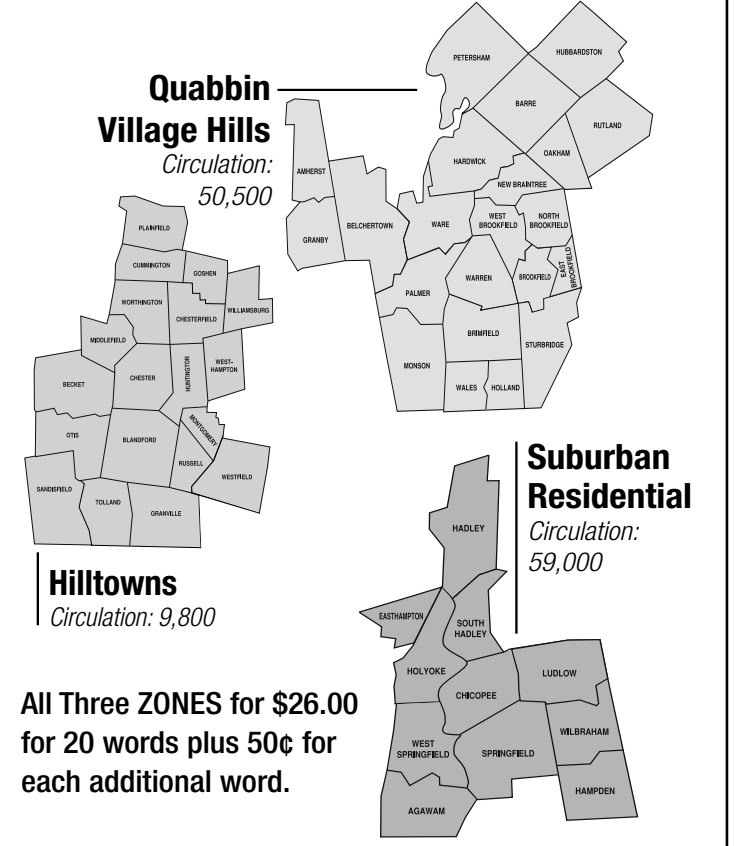 Quabbin
Village Hills
Circulation:
50,500
PETERSHAM
HUBBARDSTON
BARRE
RUTLAND
OAKHAM
HARDWICK
NEW BRAINTREE
AMHERST
BELCHERTOWN
GRANBY
WARE
WEST
BROOKFIELD
NORTH
BROOKFIELD
WARREN
BROOKFIELD
EAST
BROOKFIELD
PALMER
BRIMFIELD
STURBRIDGE
MONSON
WALES
HOLLAND
PLAINFIELD
CUMMINGTON
GOSHEN
WORTHINGTON
CHESTERFIELD
WILLIAMSBURG
MIDDLEFIELD
HUNTINGTON
WEST-
HAMPTON
BECKET
CHESTER
MONTGOMERY
OTIS
BLANDFORD
RUSSELL
WESTFIELD
SANDISFIELD
TOLLAND
GRANVILLE
Hilltowns
Circulation: 9,800
Suburban
Residential
Circulation:
59,000
HADLEY
EASTHAMPTON
SOUTH
HADLEY
HOLYOKE
LUDLOW
CHICOPEE
WILBRAHAM
WEST
SPRINGFIELD
SPRINGFIELD
HAMPDEN
AGAWAM
All Three ZONES for $26.00
for 20 words plus 50¢ for
each additional word.